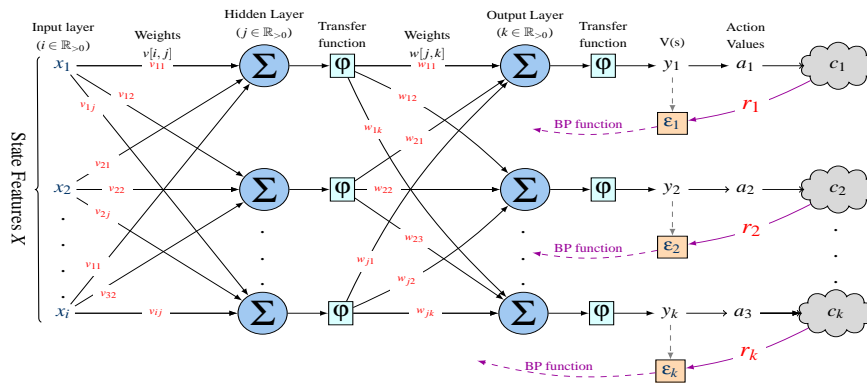 Input layer
(i ∈ ℝ>0)
Weights
v[i, j]
Hidden Layer
(j ∈ ℝ>0)
Transfer
function
Weights
w[j,k]
Output Layer
(k ∈ ℝ>0)
Transfer
function
V(s)
Action
Values
State Features X
x1
v11
Σ
φ
w11
Σ
φ
y1
a1
c1
v12
v1j
w12
w1k
r1
ε1
BP function
v21
w21
x2
v22
Σ
φ
w22
Σ
φ
y2
a2
c2
v2j
w23
r2
ε2
BP function
v11
v32
wj1
wj2
xi
vij
Σ
φ
wjk
Σ
φ
yk
a3
ck
rk
εk
BP function